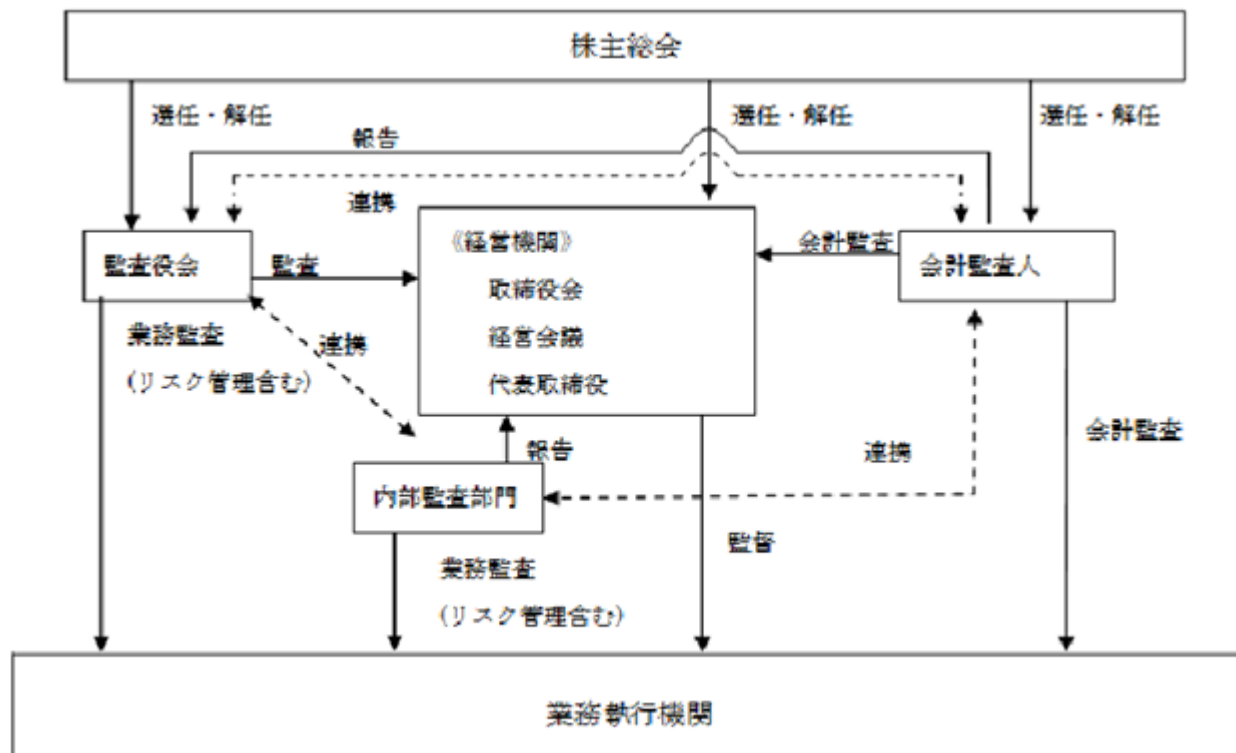 株主総会
選任・解任
選任・解任
選任・解任
報告
連携
監査役会
監査
《経営機関》
取締役会
経営会議
代表取締役
会計監査
会計監査人
業務監査
(リスク管理含む)
連携
報告
連携
会計監査
内部監査部門
監督
業務監査
(リスク管理含む)
業務執行機関